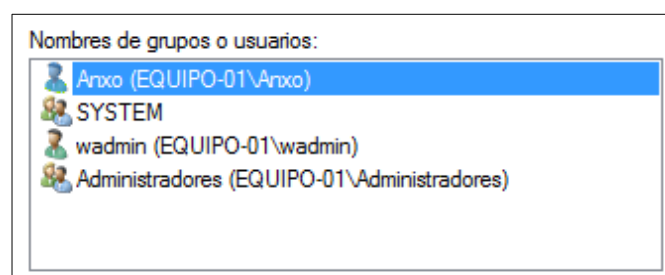 Nombres de grupos o usuarios:
Anxo (EQUIPO-01\Anxo)
SYSTEM
wadmin (EQUIPO-01\wadmin)
Administradores (EQUIPO-01\Administradores)